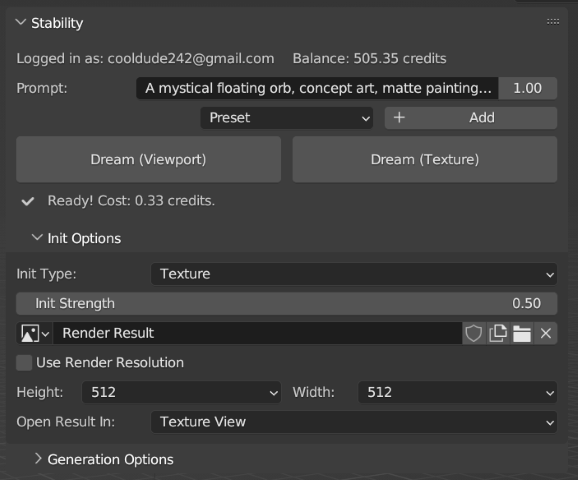 Stability
Logged in as: cooldude242@gmail.com Balance: 505.35 credits
Prompt: A mystical floating orb, concept art, matte painting... 1.00
Preset + Add
Dream (Viewport) Dream (Texture)
Ready! Cost: 0.33 credits.
Init Options
Init Type: Texture
Init Strength 0.50
Render Result
Use Render Resolution
Height: 512 Width: 512
Open Result In: Texture View
Generation Options